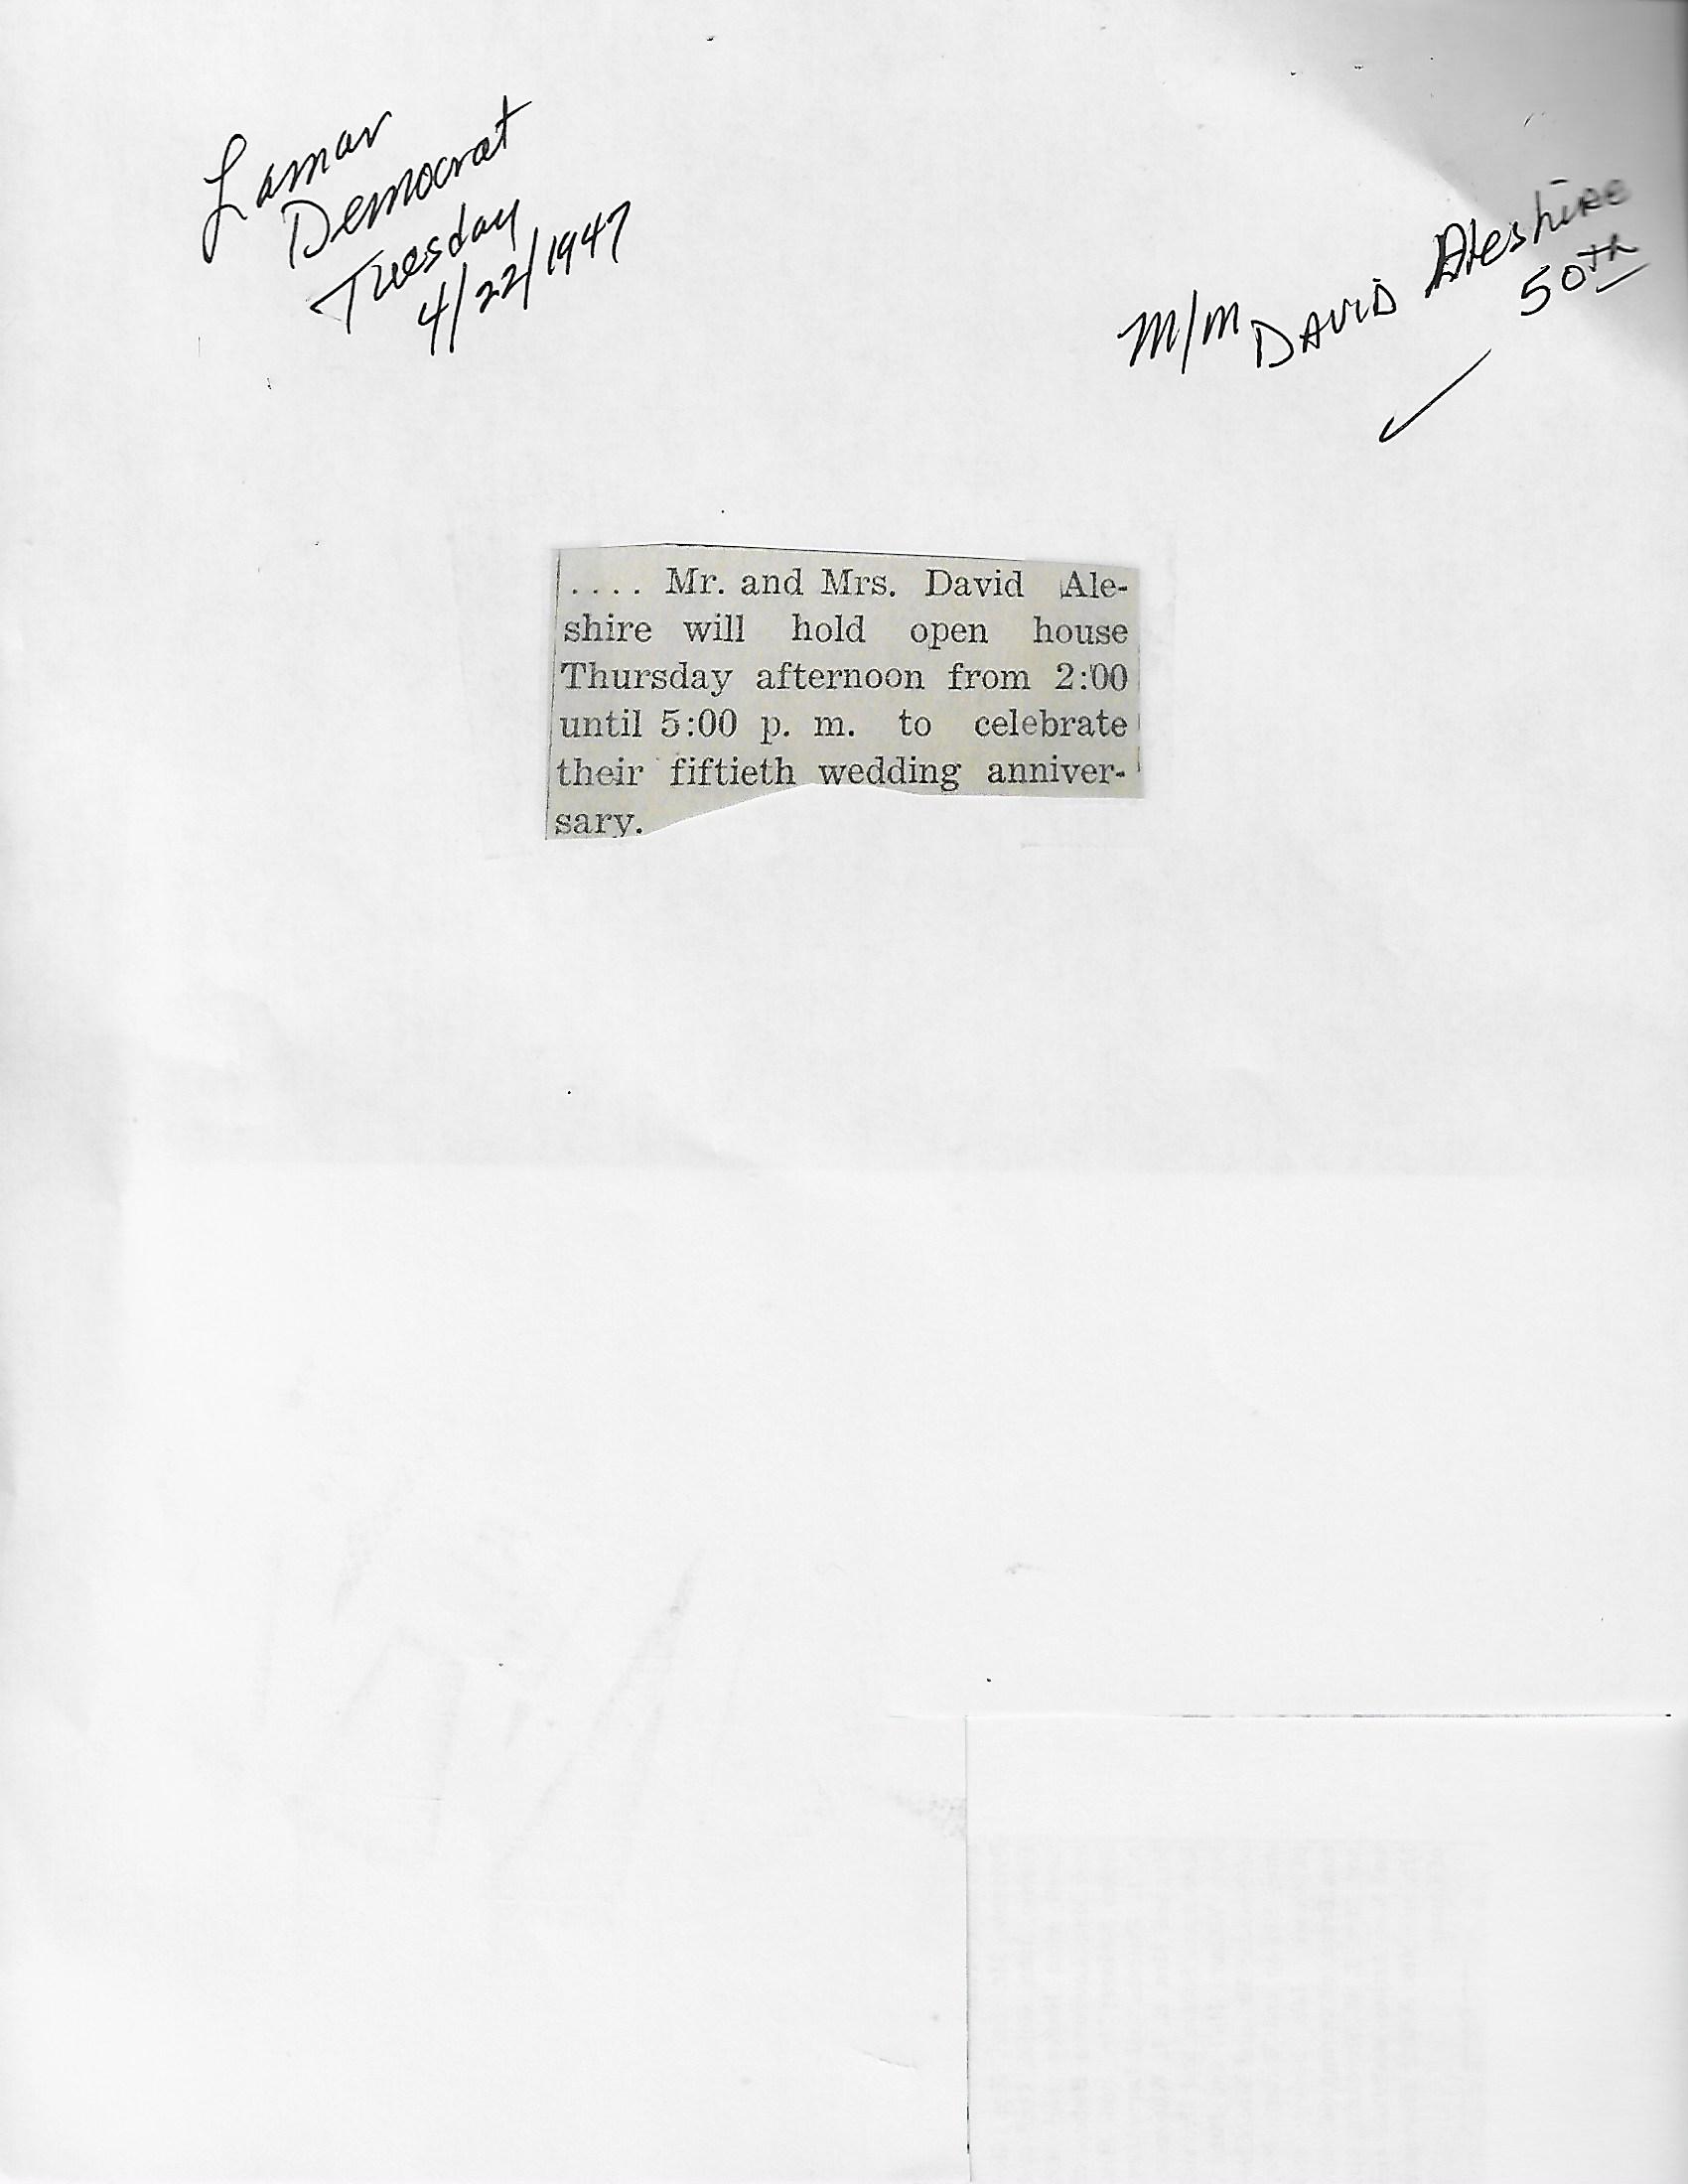 Lamar
Democrat
Tuesday
4/22/1947
M/M DAVID Aleshire
50th
.... Mr. and Mrs. David Ale-
shire will hold open house
Thursday afternoon from 2:00
until 5:00 p. m. to celebrate
their fiftieth wedding anniver-
sary.